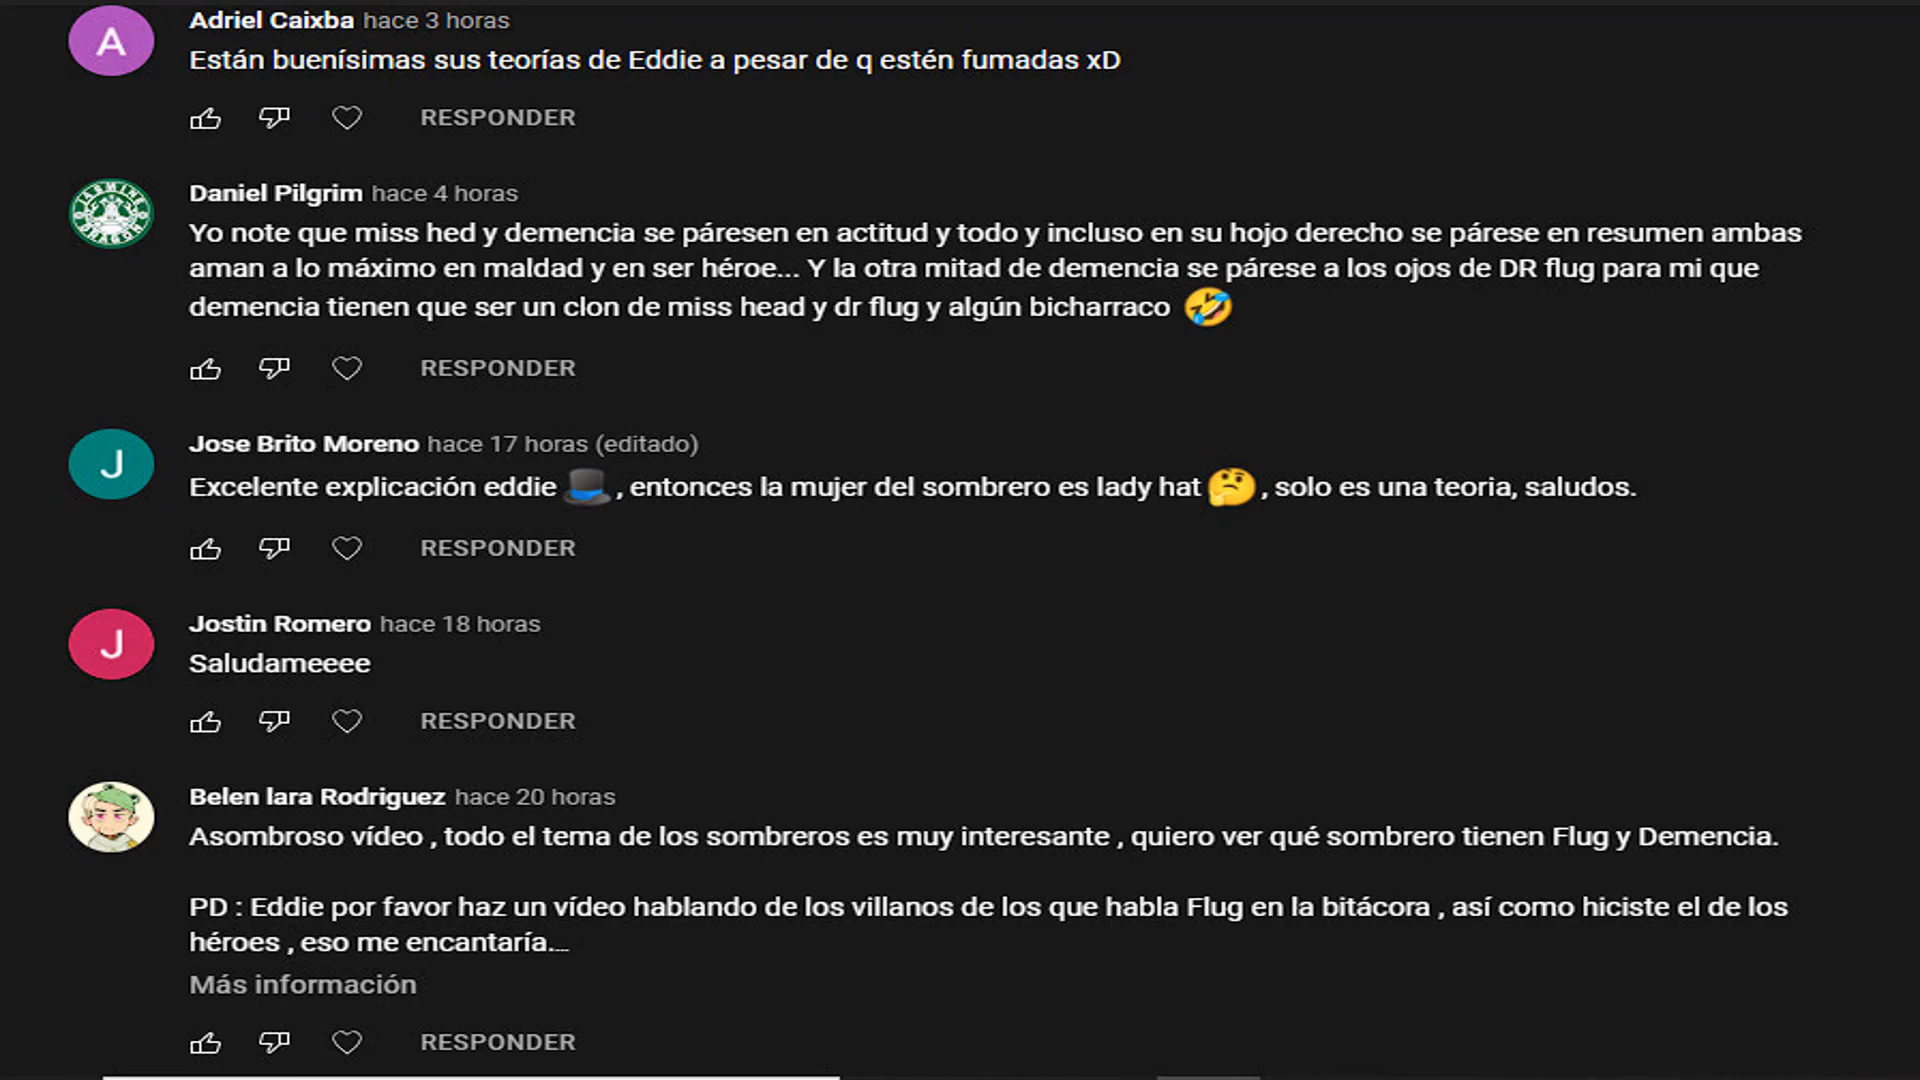 A
Adriel Caixba hace 3 horas
Están buenísimas sus teorías de Eddie a pesar de q estén fumadas xD
RESPONDER
JASMINE DRAGON
Daniel Pilgrim hace 4 horas
Yo note que miss hed y demencia se páresen en actitud y todo y incluso en su hojo derecho se párese en resumen ambas
aman a lo máximo en maldad y en ser héroe... Y la otra mitad de demencia se párese a los ojos de DR flug para mi que
demencia tienen que ser un clon de miss head y dr flug y algún bicharraco 🤣
RESPONDER
J
Jose Brito Moreno hace 17 horas (editado)
Excelente explicación eddie 🎩, entonces la mujer del sombrero es lady hat 🤔, solo es una teoria, saludos.
RESPONDER
J
Jostin Romero hace 18 horas
Saludameeee
RESPONDER
Belen lara Rodriguez hace 20 horas
Asombroso vídeo , todo el tema de los sombreros es muy interesante , quiero ver qué sombrero tienen Flug y Demencia.
PD : Eddie por favor haz un vídeo hablando de los villanos de los que habla Flug en la bitácora , así como hiciste el de los
héroes , eso me encantaría....
Más información
RESPONDER